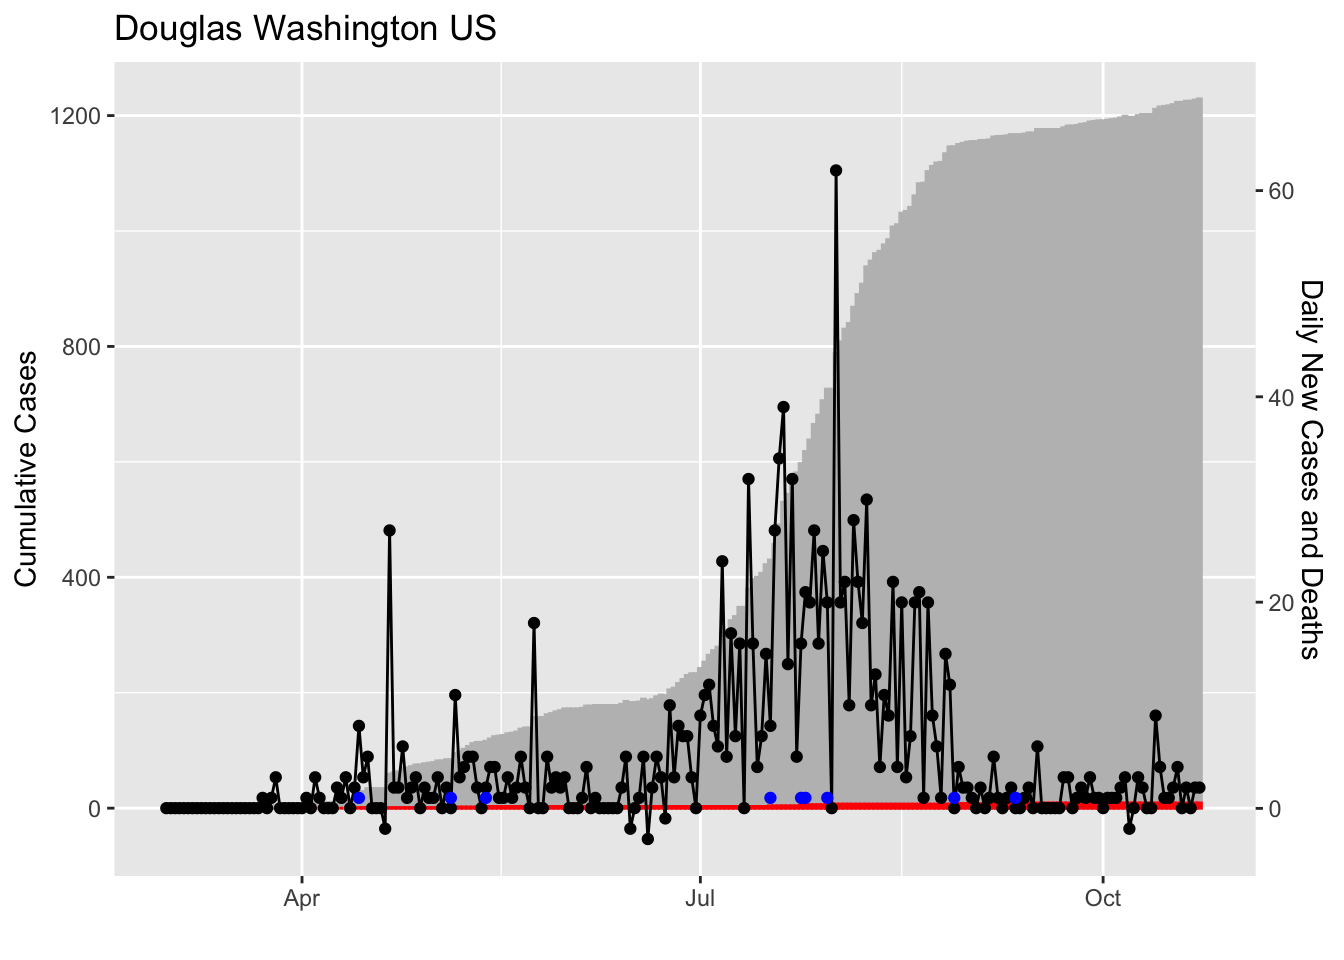 Douglas Washington US
1200
800
400
0
Cumulative Cases
60
40
20
0
Daily New Cases and Deaths
Apr
Jul
Oct